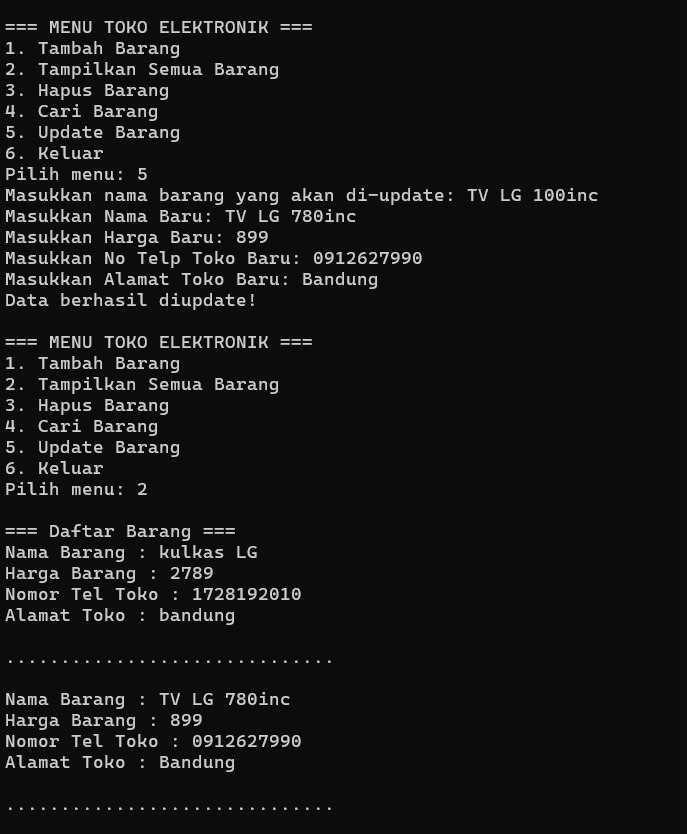 === MENU TOKO ELEKTRONIK ===
1. Tambah Barang
2. Tampilkan Semua Barang
3. Hapus Barang
4. Cari Barang
5. Update Barang
6. Keluar
Pilih menu: 5
Masukkan nama barang yang akan di-update: TV LG 100inc
Masukkan Nama Baru: TV LG 780inc
Masukkan Harga Baru: 899
Masukkan No Telp Toko Baru: 0912627990
Masukkan Alamat Toko Baru: Bandung
Data berhasil diupdate!

=== MENU TOKO ELEKTRONIK ===
1. Tambah Barang
2. Tampilkan Semua Barang
3. Hapus Barang
4. Cari Barang
5. Update Barang
6. Keluar
Pilih menu: 2

=== Daftar Barang ===
Nama Barang : kulkas LG
Harga Barang : 2789
Nomor Tel Toko : 1728192010
Alamat Toko : bandung

..............................

Nama Barang : TV LG 780inc
Harga Barang : 899
Nomor Tel Toko : 0912627990
Alamat Toko : Bandung

..............................